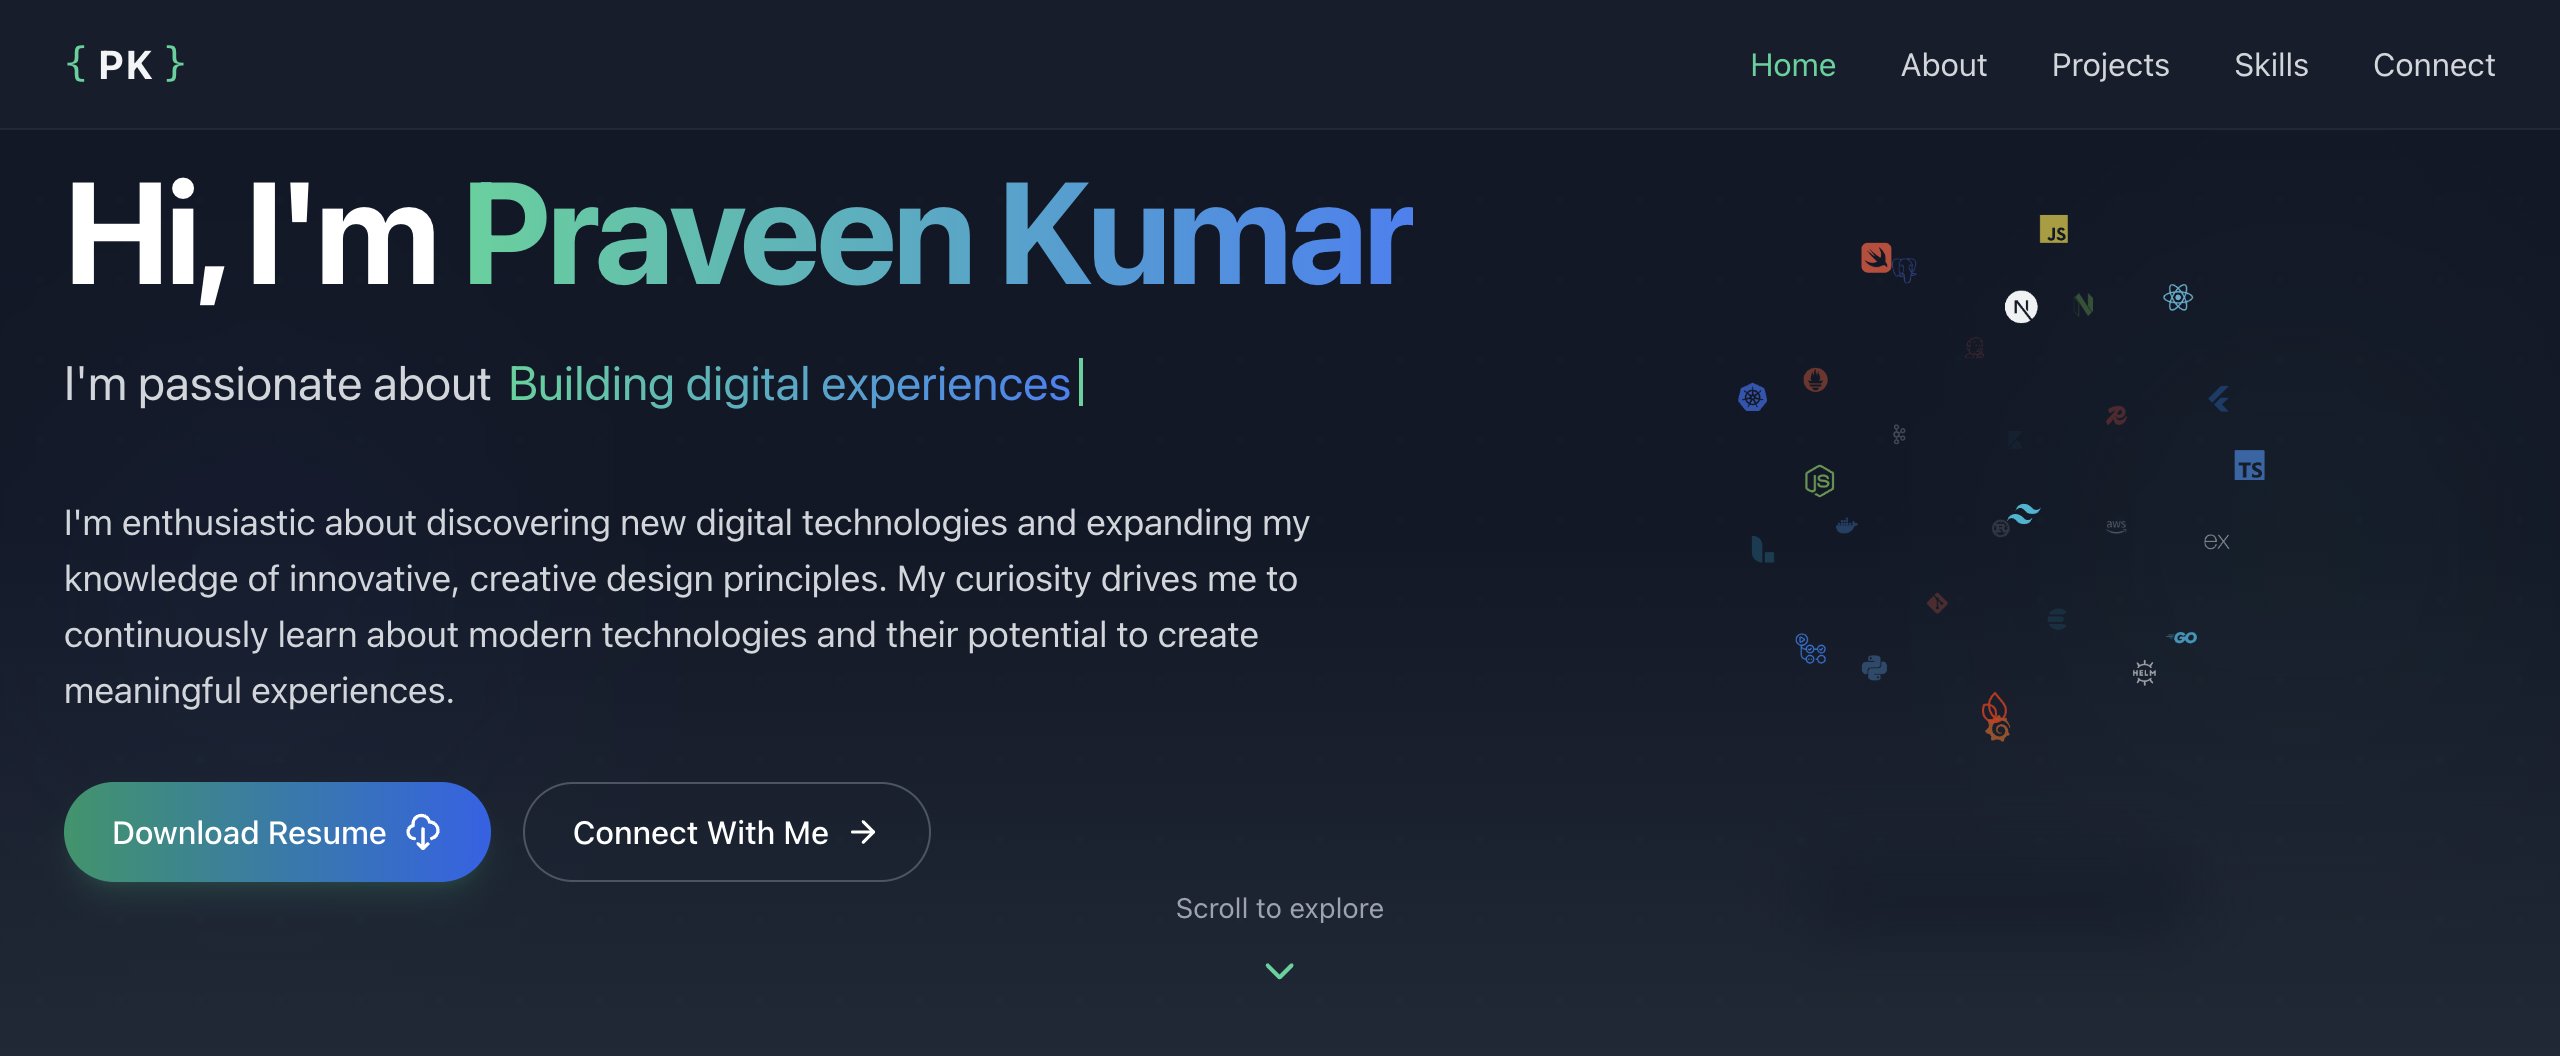 { PK }
Home
About
Projects
Skills
Connect
Hi, I'm Praveen Kumar
I'm passionate about Building digital experiences
I'm enthusiastic about discovering new digital technologies and expanding my
knowledge of innovative, creative design principles. My curiosity drives me to
continuously learn about modern technologies and their potential to create
meaningful experiences.
Download Resume
Connect With Me
Scroll to explore
JS
N
TS
JS
aws
ex
GO
HELM